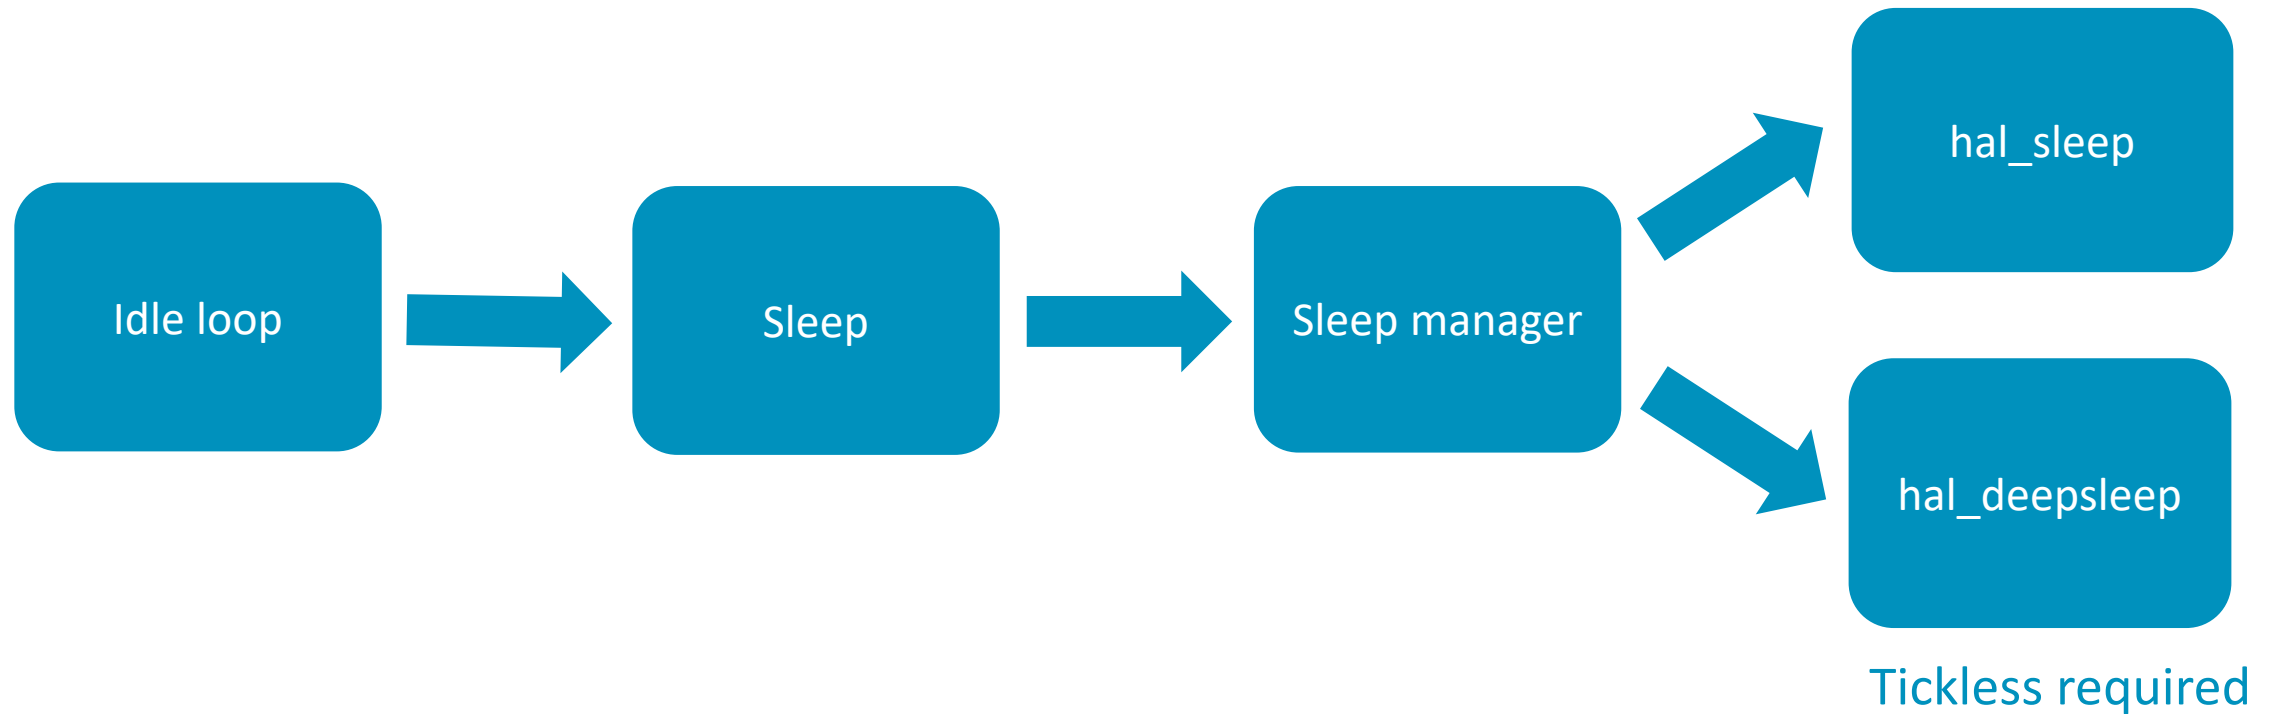 Idle loop
Sleep
Sleep manager
hal_sleep
hal_deepsleep
Tickless required